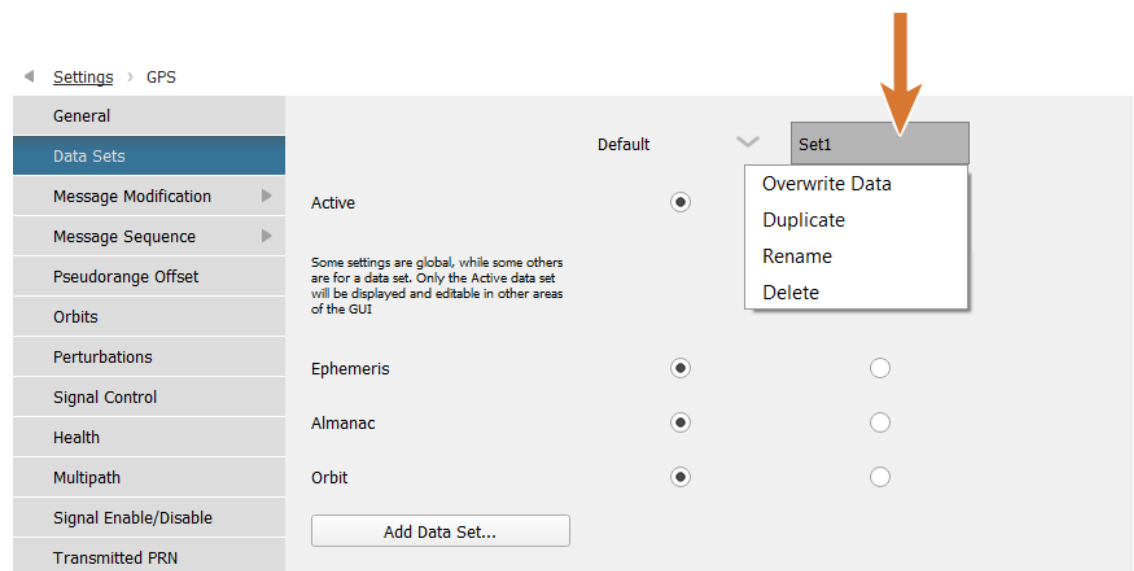 Settings › GPS
General
Data Sets
Message Modification
Message Sequence
Pseudorange Offset
Orbits
Perturbations
Signal Control
Health
Multipath
Signal Enable/Disable
Transmitted PRN
Default
Set1
Overwrite Data
Duplicate
Rename
Delete
Active
Some settings are global, while some others
are for a data set. Only the Active data set
will be displayed and editable in other areas
of the GUI
Ephemeris
Almanac
Orbit
Add Data Set...